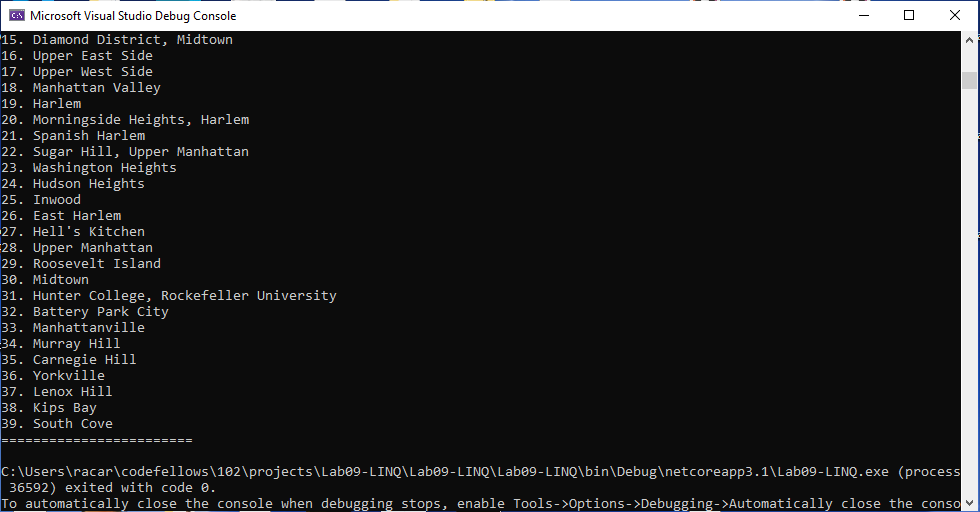 Microsoft Visual Studio Debug Console
15. Diamond District, Midtown
16. Upper East Side
17. Upper West Side
18. Manhattan Valley
19. Harlem
20. Morningside Heights, Harlem
21. Spanish Harlem
22. Sugar Hill, Upper Manhattan
23. Washington Heights
24. Hudson Heights
25. Inwood
26. East Harlem
27. Hell's Kitchen
28. Upper Manhattan
29. Roosevelt Island
30. Midtown
31. Hunter College, Rockefeller University
32. Battery Park City
33. Manhattanville
34. Murray Hill
35. Carnegie Hill
36. Yorkville
37. Lenox Hill
38. Kips Bay
39. South Cove
========================
C:\Users\racar\codefellows\102\projects\Lab09-LINQ\Lab09-LINQ\Lab09-LINQ\bin\Debug\netcoreapp3.1\Lab09-LINQ.exe (process
36592) exited with code 0.
To automatically close the console when debugging stops, enable Tools->Options->Debugging->Automatically close the conso